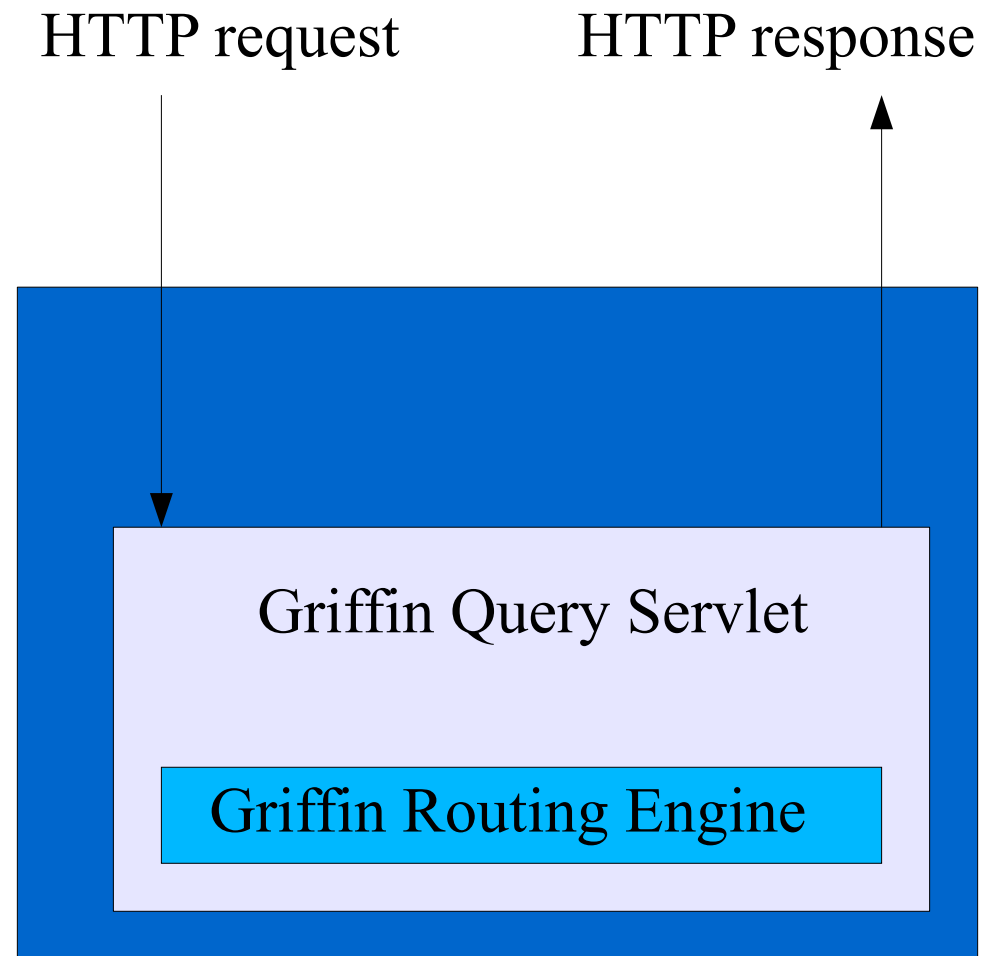 HTTP request
HTTP response
Griffin Query Servlet
Griffin Routing Engine